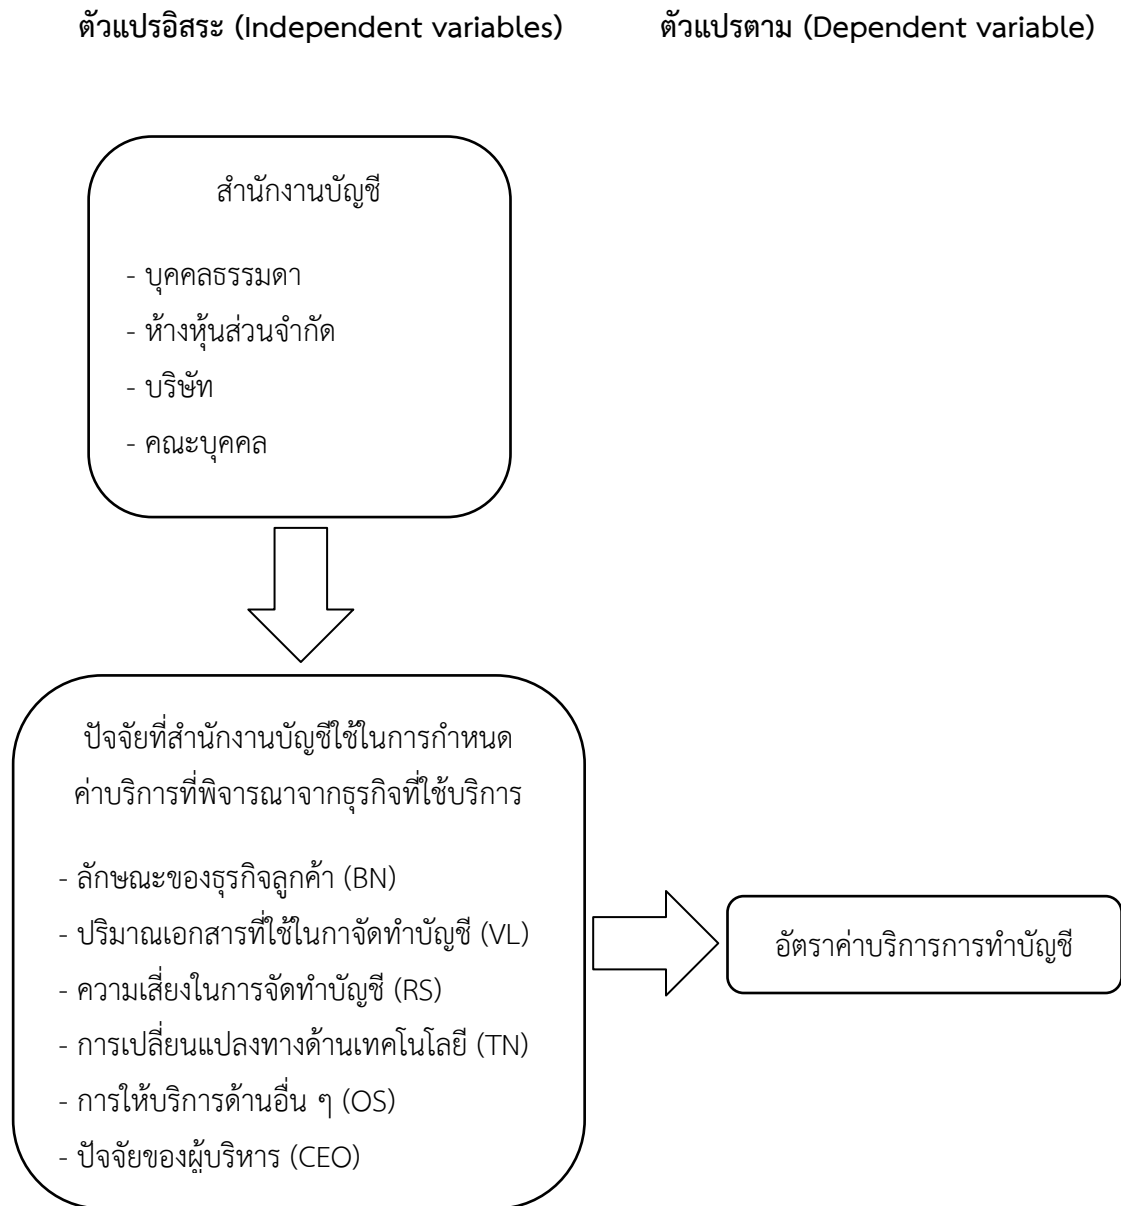 ตัวแปรอิสระ (Independent variables) ตัวแปรตาม (Dependent variable)
สำนักงานบัญชี
- บุคคลธรรมดา
- ห้างหุ้นส่วนจำกัด
- บริษัท
- คณะบุคคล
ปัจจัยที่สำนักงานบัญชีใช้ในการกำหนด
ค่าบริการที่พิจารณาจากธุรกิจที่ใช้บริการ
- ลักษณะของธุรกิจลูกค้า (BN)
- ปริมาณเอกสารที่ใช้ในกาจัดทำบัญชี (VL)
- ความเสี่ยงในการจัดทำบัญชี (RS)
- การเปลี่ยนแปลงทางด้านเทคโนโลยี (TN)
- การให้บริการด้านอื่น ๆ (OS)
- ปัจจัยของผู้บริหาร (CEO)
อัตราค่าบริการการทำบัญชี